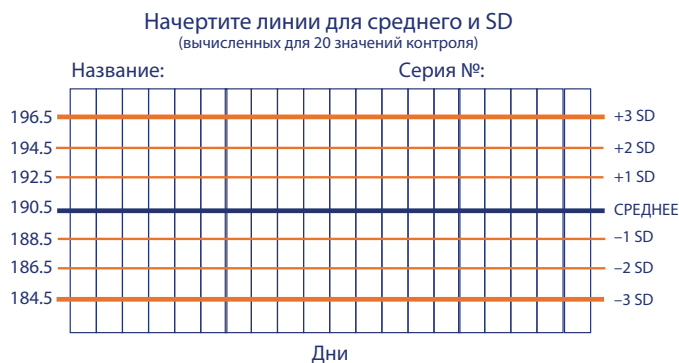 Начертите линии для среднего и SD
(вычисленных для 20 значений контроля)
Название: Серия №:
196.5 +3 SD
194.5 +2 SD
192.5 +1 SD
190.5 СРЕДНЕЕ
188.5 –1 SD
186.5 –2 SD
184.5 –3 SD
Дни